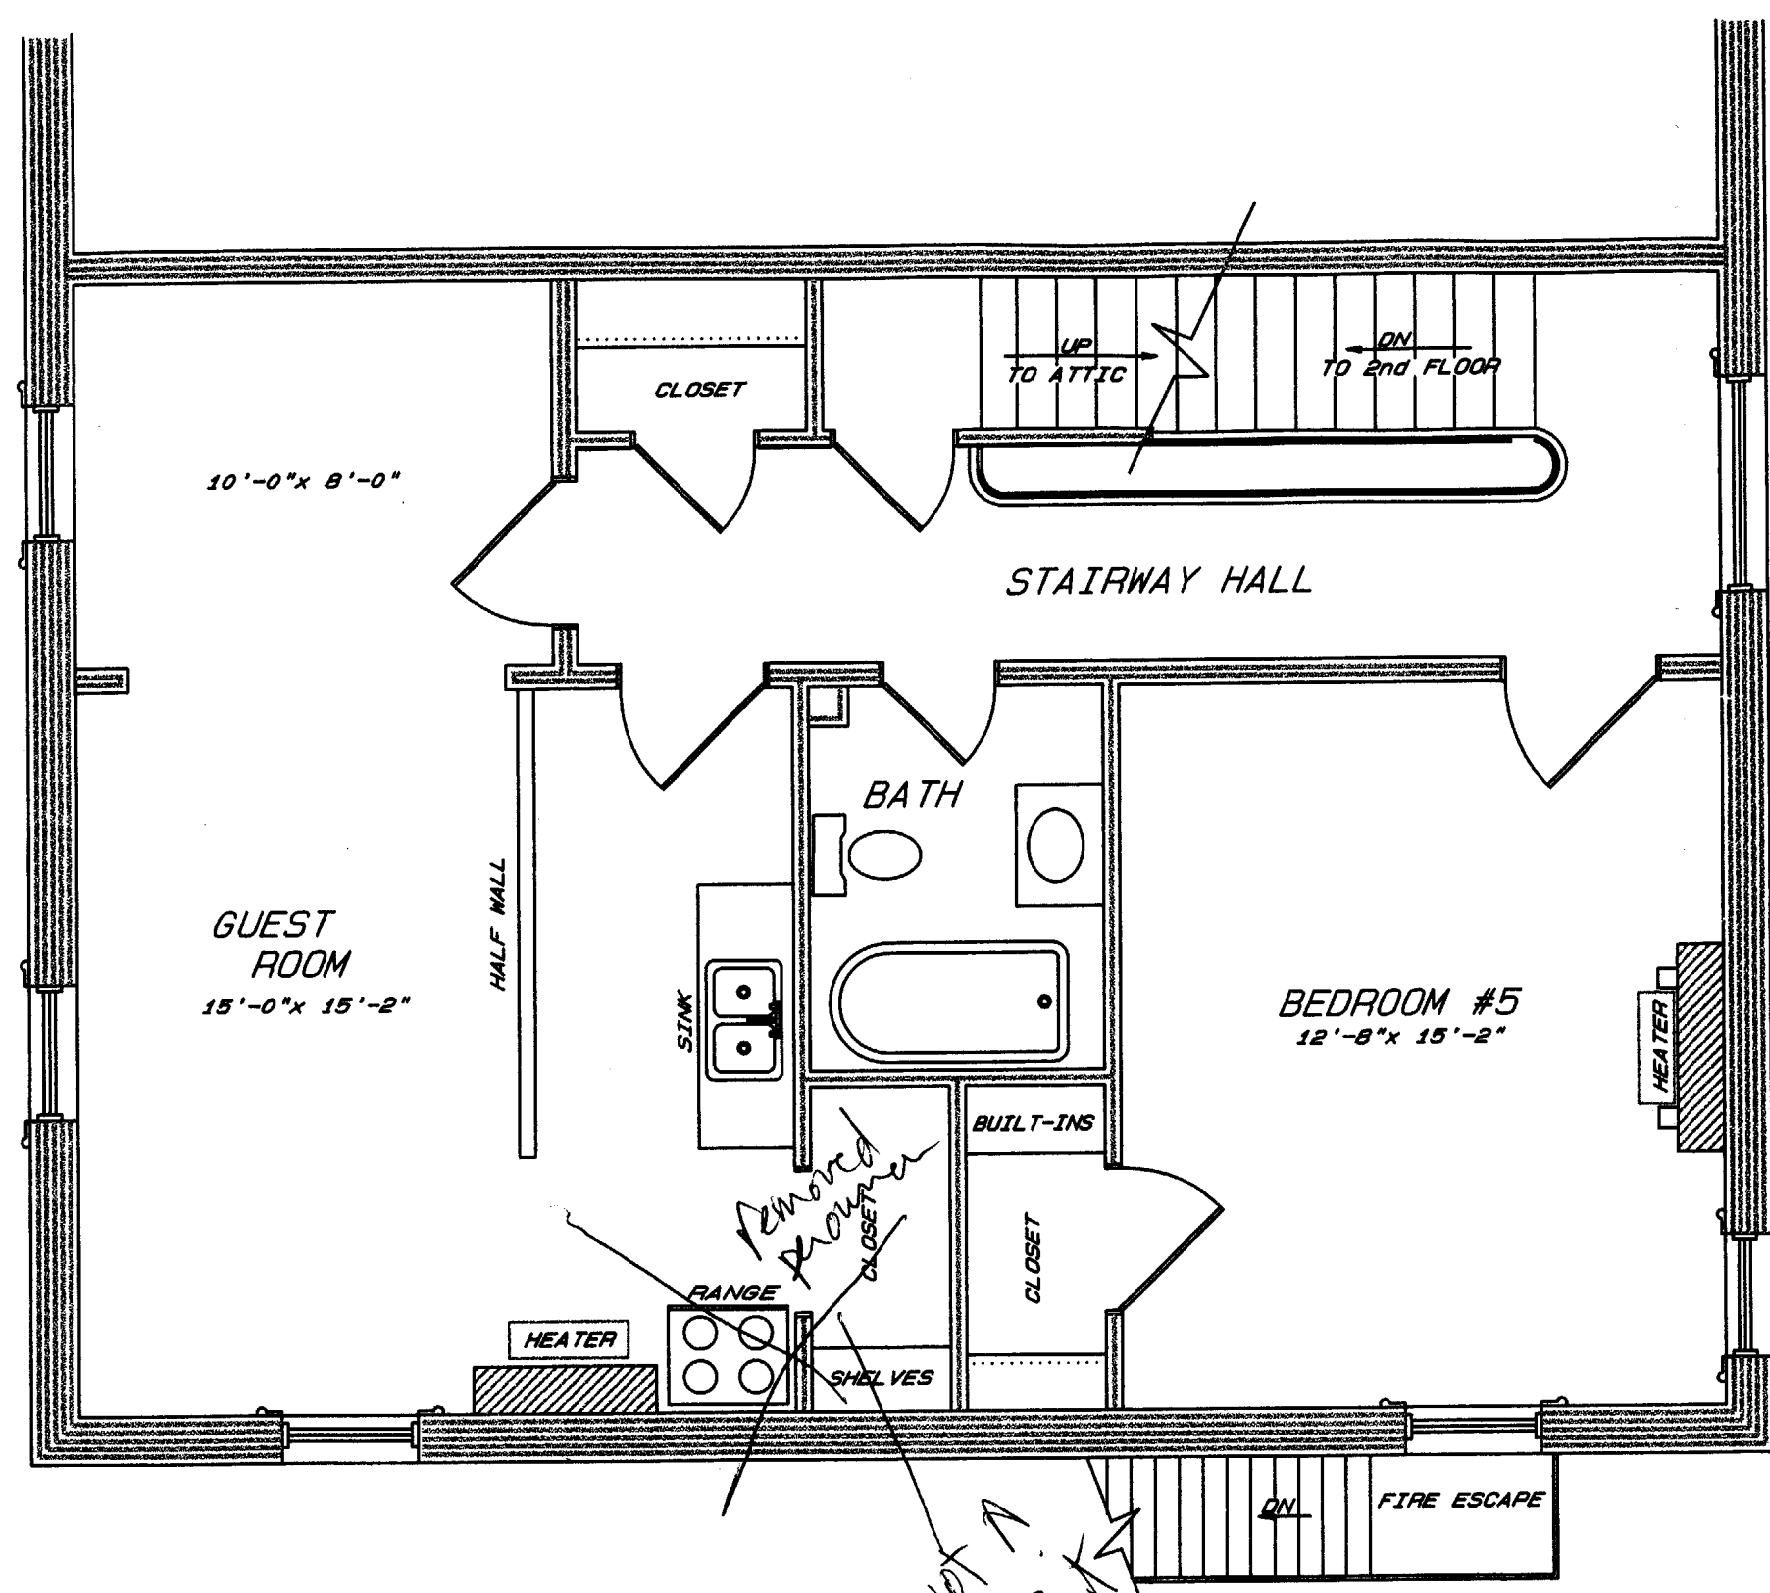 UP
TO ATTIC
DN
TO 2nd FLOOR
CLOSET
10'-0"x 8'-0"
STAIRWAY HALL
BATH
HALF WALL
GUEST
ROOM
15'-0"x 15'-2"
SINK
BEDROOM #5
12'-8"x 15'-2"
HEATER
BUILT-INS
removed
CLOSET
CLOSET
RANGE
HEATER
SHELVES
DN
FIRE ESCAPE